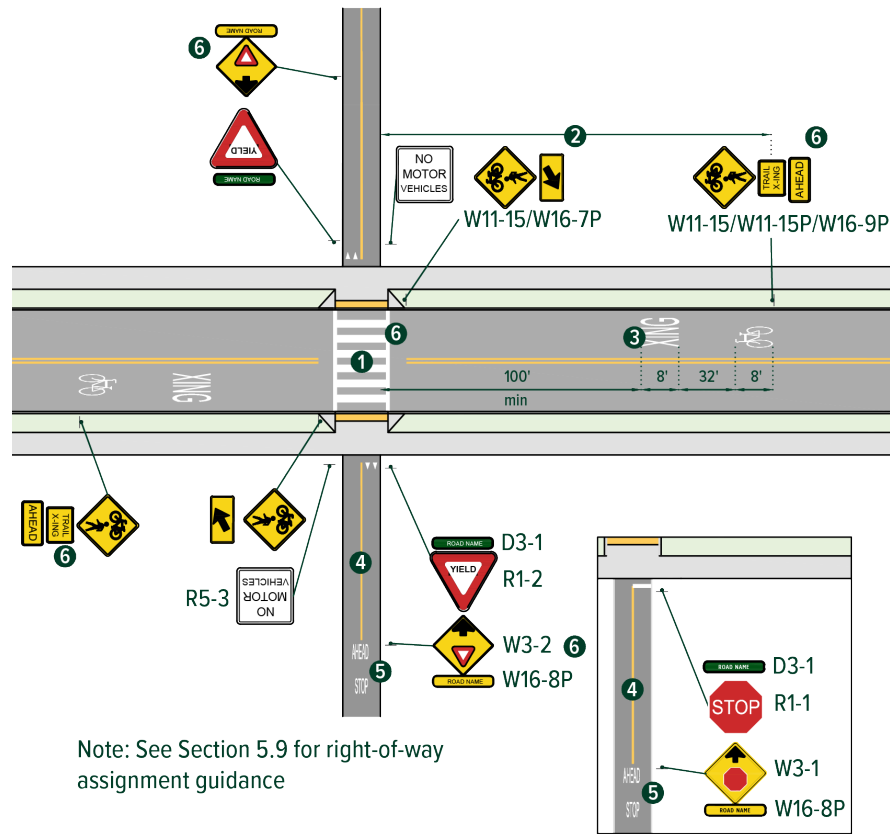 ROAD NAME
6
YIELD
ROAD NAME
NO
MOTOR
VEHICLES
2
6
TRAIL
X-ING
AHEAD
W11-15/W16-7P
W11-15/W11-15P/W16-9P
6
3
XING
1
100'
min
8'
32'
8'
XING
AHEAD
TRAIL
X-ING
6
R5-3
NO
MOTOR
VEHICLES
4
ROAD NAME
D3-1
YIELD
R1-2
W3-2
6
AHEAD
STOP
5
ROAD NAME
W16-8P
4
ROAD NAME
D3-1
STOP
R1-1
W3-1
AHEAD
STOP
5
ROAD NAME
W16-8P
Note: See Section 5.9 for right-of-way
assignment guidance